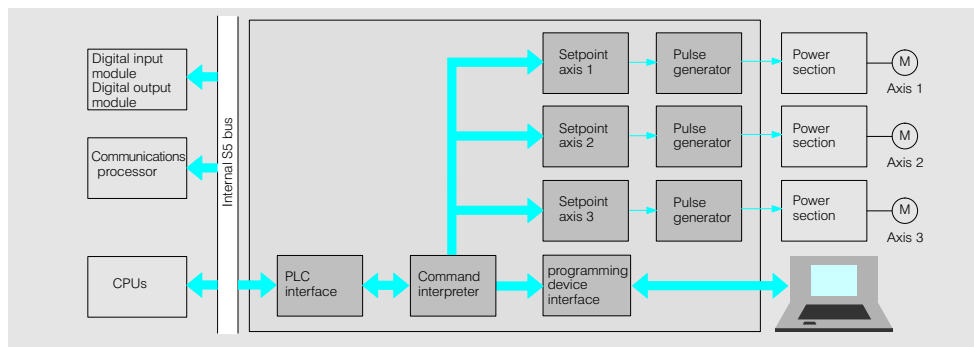 Digital input
module
Digital output
module
Communications
processor
CPUs
Internal S5 bus
PLC
interface
Command
interpreter
Setpoint
axis 1
Pulse
generator
Power
section
M
Axis 1
Setpoint
axis 2
Pulse
generator
Power
section
M
Axis 2
Setpoint
axis 3
Pulse
generator
Power
section
M
Axis 3
programming
device
interface